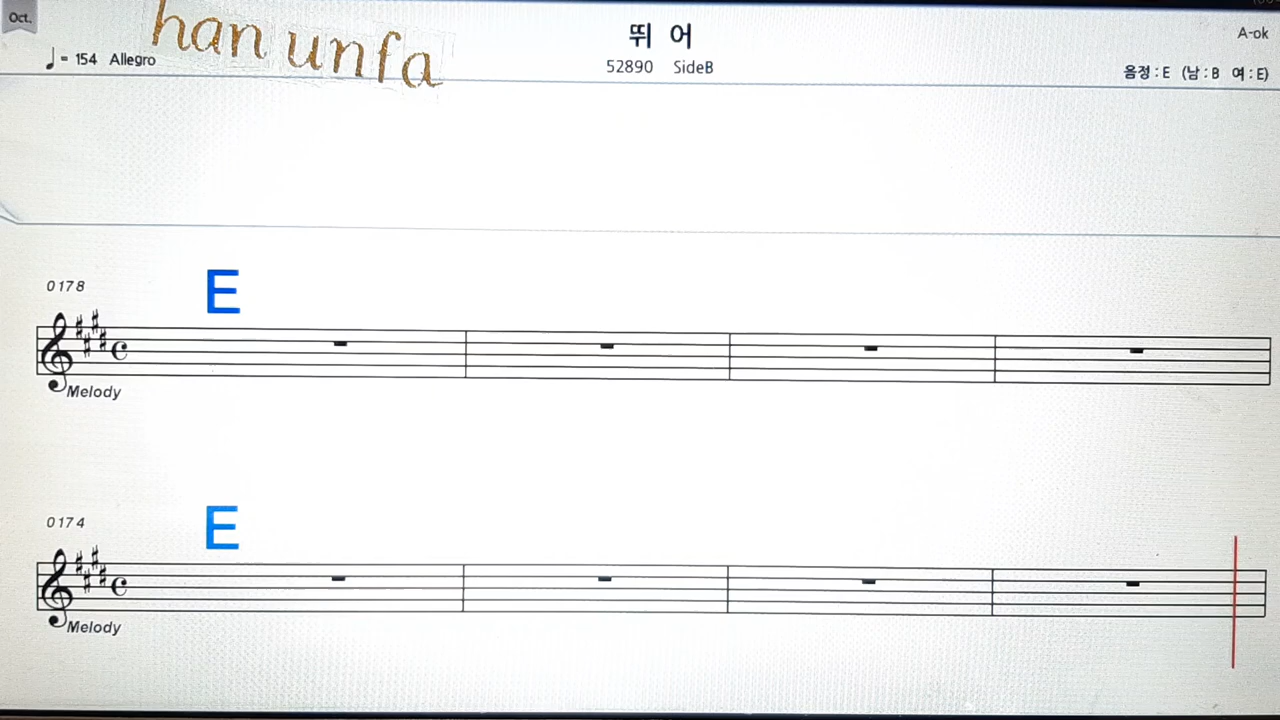 Oct.
han unfa
뛰어
A-ok
♩= 154 Allegro
52890 SideB
음정 : E (남 : B 여 : E)
0178
E
Melody
0174
E
Melody